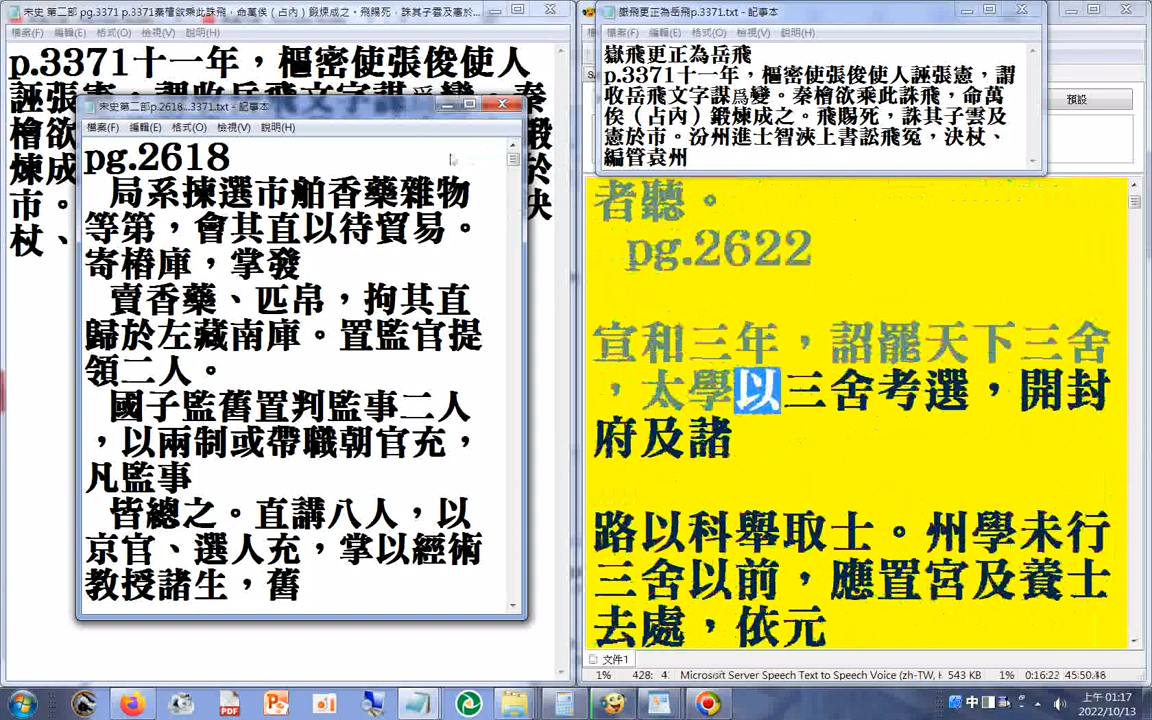 宋史 第二部 pg.3371 p.3371秦檜欲乘此誅飛，命萬俟（占內）鍛煉成之。飛賜死，誅其子雲及憲於...
檔案(F) 編輯(E) 格式(O) 檢視(V) 說明(H)
p.3371十一年，樞密使張俊使人
市。
杖、
宋史第二部p.2618...3371.txt - 記事本
檔案(F) 編輯(E) 格式(O) 檢視(V) 說明(H)
pg.2618
局系揀選市舶香藥雜物
等第，會其直以待貿易。
寄樁庫，掌發
賣香藥、匹帛，拘其直
歸於左藏南庫。置監官提
領二人。
國子監舊置判監事二人
，以兩制或帶職朝官充，
凡監事
皆總之。直講八人，以
京官、選人充，掌以經術
教授諸生，舊
嶽飛更正為岳飛p.3371.txt - 記事本
檔案(F) 編輯(E) 格式(O) 檢視(V) 說明(H)
嶽飛更正為岳飛
p.3371十一年，樞密使張俊使人誣張憲，謂
收岳飛文字謀為變。秦檜欲乘此誅飛，命萬
俟（占內）鍛煉成之。飛賜死，誅其子雲及
憲於市。汾州進士智浹上書訟飛冤，決杖、
編管袁州
預設
者聽。
pg.2622
宣和三年，詔罷天下三舍
，太學以三舍考選，開封
府及諸
路以科舉取士。州學未行
三舍以前，應置宮及養士
去處，依元
文件1
1% 428: 4: Microsoft Server Speech Text to Speech Voice (zh-TW, H 543 KB 1% 0:16:22 45:50:46
中
上午 01:17
2022/10/13